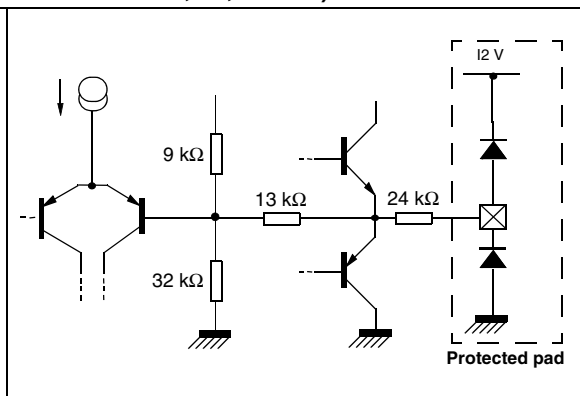 I2 V
9 kΩ
13 kΩ
24 kΩ
32 kΩ
Protected pad